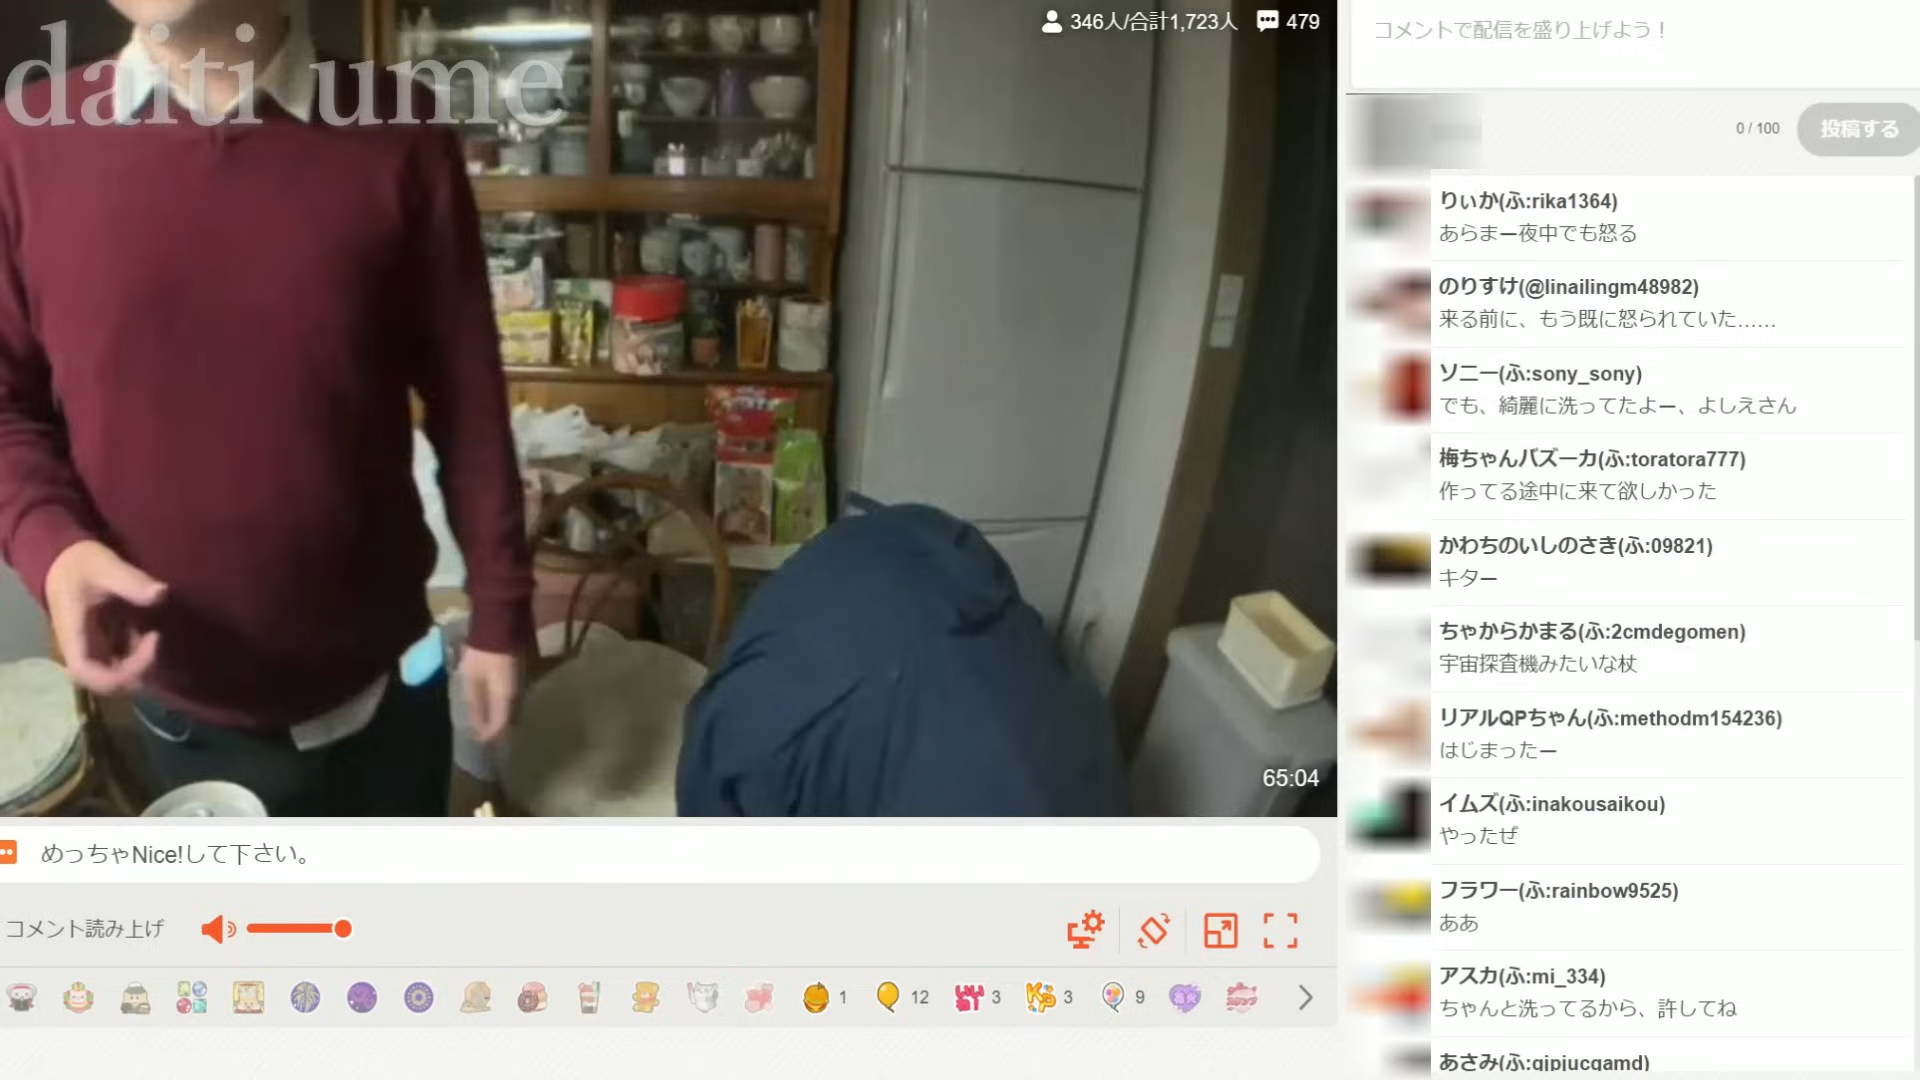 daiti ume
346人/合計1,723人 479
65:04
めっちゃNice!して下さい。
コメント読み上げ
1 12 3 3 9
コメントで配信を盛り上げよう！
0 / 100 投稿する
りぃか(ふ:rika1364)
あらまー夜中でも怒る
のりすけ(@linailingm48982)
来る前に、もう既に怒られていた……
ソニー(ふ:sony_sony)
でも、綺麗に洗ってたよー、よしえさん
梅ちゃんバズーカ(ふ:toratora777)
作ってる途中に来て欲しかった
かわちのいしのさき(ふ:09821)
キター
ちゃからかまる(ふ:2cmdegomen)
宇宙探査機みたいな杖
リアルQPちゃん(ふ:methodm154236)
はじまったー
イムズ(ふ:inakousaikou)
やったぜ
フラワー(ふ:rainbow9525)
ああ
アスカ(ふ:mi_334)
ちゃんと洗ってるから、許してね
あさみ(ふ:gipjucgamd)